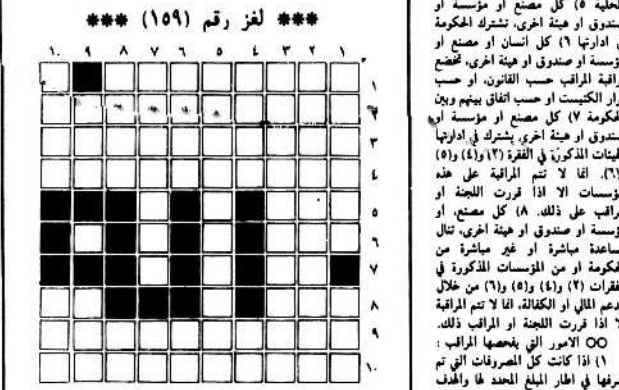 *** لغز رقم (١٥٩) ***
١٠ ٩ ٨ ٧ ٦ ٥ ٤ ٣ ٢ ١
١
٢
٣
٤
٥
٦
٧
٨
٩
١٠
المحلية ٥) كل مصنع او مؤسسة او
صندوق او هيئة اخرى، تشترك الحكومة
في ادارتها ٦) كل انسان او مصنع او
مؤسسة او صندوق او هيئة اخرى، تخضع
لمراقبة المراقب حسب القانون، او حسب
قرار الكنيست او حسب اتفاق بينهم وبين
الحكومة ٧) كل مصنع او مؤسسة او
صندوق او هيئة اخرى يشترك في ادارتها
الهيئات المذكورة في الفقرة (٢) و(٤) و(٥)
و(٦). انما لا تتم المراقبة على هذه
المؤسسات الا اذا قررت اللجنة او
المراقب على ذلك. ٨) كل مصنع، او
مؤسسة او صندوق او هيئة اخرى، تنال
مساعدة مباشرة او غير مباشرة من
الحكومة او من المؤسسات المذكورة في
الفقرات (٢) و(٤) و(٥) و(٦) من خلال
الدعم المالي او الكفالة، انما لا تتم المراقبة
الا اذا قررت اللجنة او المراقب ذلك.
OO الامور التي يفحصها المراقب :
١) اذا كانت كل المصروفات التي تم
صرفها في اطار المبلغ المحدد لها والهدف